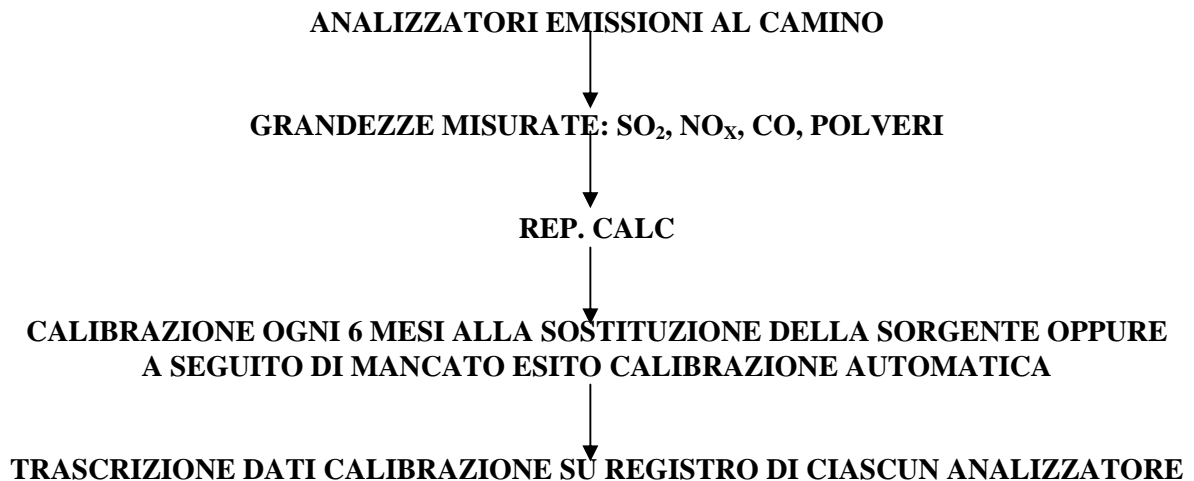 ANALIZZATORI EMISSIONI AL CAMINO
GRANDEZZE MISURATE: SO₂, NOₓ, CO, POLVERI
REP. CALC
CALIBRAZIONE OGNI 6 MESI ALLA SOSTITUZIONE DELLA SORGENTE OPPURE
A SEGUITO DI MANCATO ESITO CALIBRAZIONE AUTOMATICA
TRASCRIZIONE DATI CALIBRAZIONE SU REGISTRO DI CIASCUN ANALIZZATORE